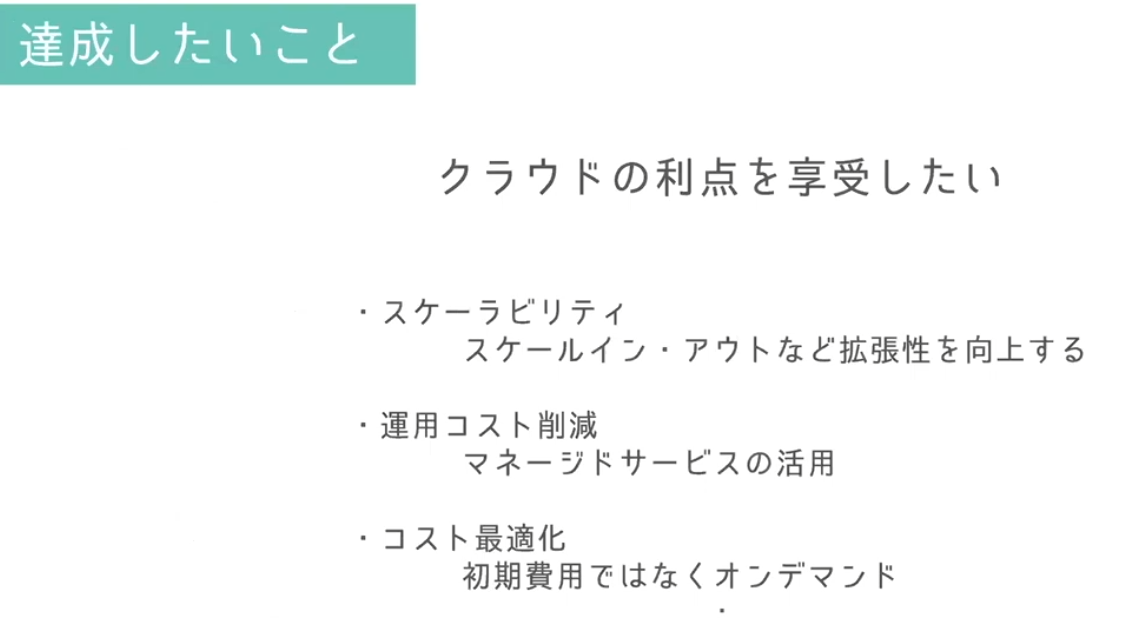 達成したいこと
クラウドの利点を享受したい
・スケーラビリティ
スケールイン・アウトなど拡張性を向上する
・運用コスト削減
マネージドサービスの活用
・コスト最適化
初期費用ではなくオンデマンド
・